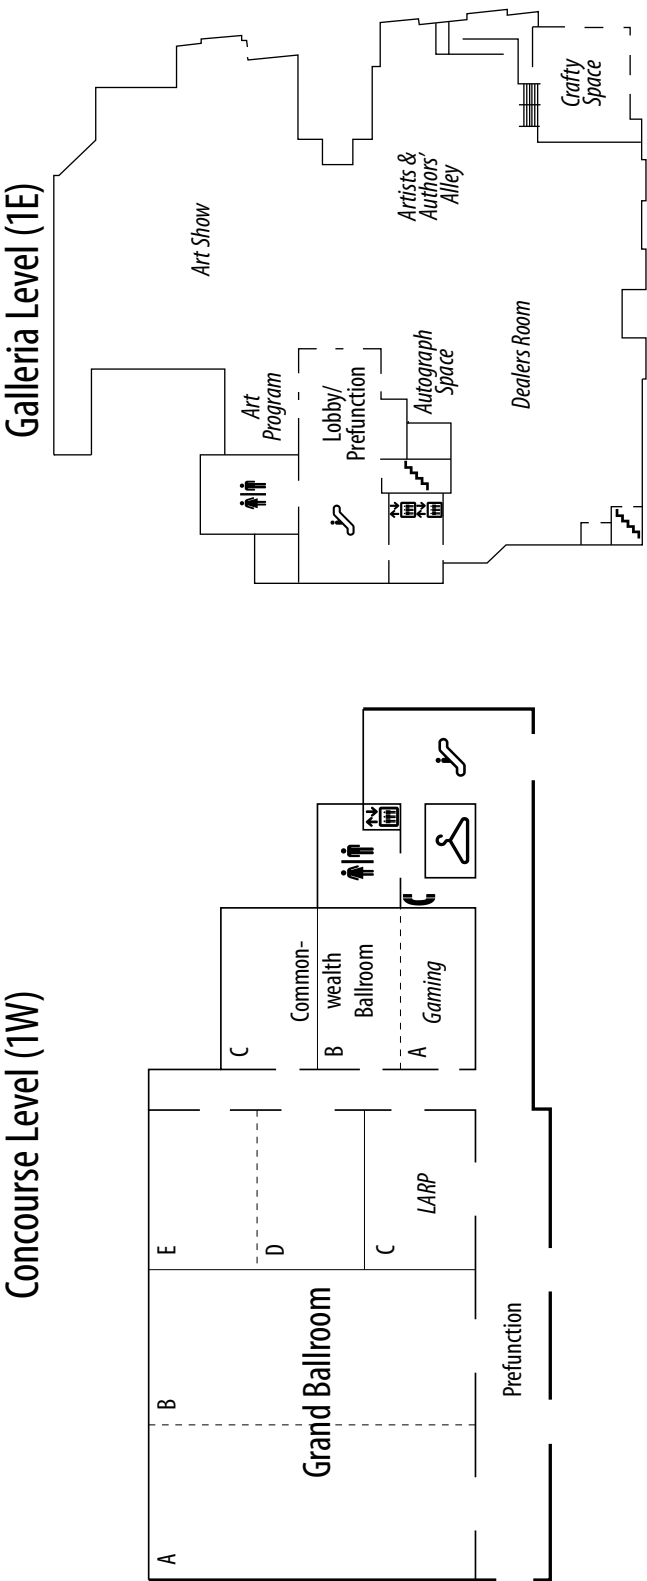 Galleria Level (1E)
Art Show
Art
Program
Lobby/
Prefunction
Artists &
Authors'
Alley
Autograph
Space
Dealers Room
Crafty
Space
Concourse Level (1W)
A
B
Grand Ballroom
E
D
C
LARP
C
Common-
wealth
Ballroom
B
A
Gaming
Prefunction